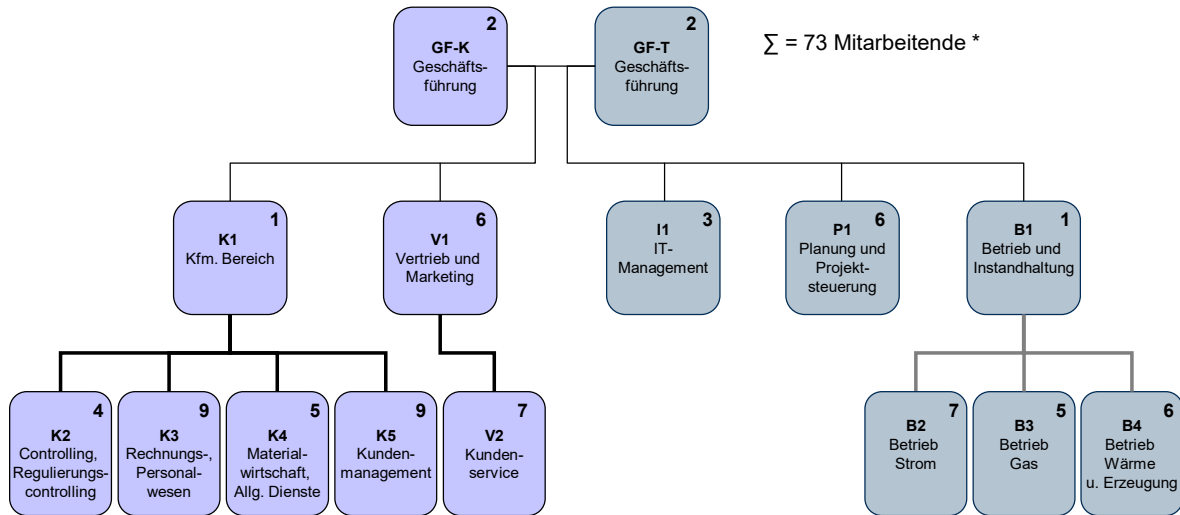 2
GF-K
Geschäfts-
führung
2
GF-T
Geschäfts-
führung
∑ = 73 Mitarbeitende *
1
K1
Kfm. Bereich
6
V1
Vertrieb und
Marketing
3
I1
IT-
Management
6
P1
Planung und
Projekt-
steuerung
1
B1
Betrieb und
Instandhaltung
4
K2
Controlling,
Regulierungs-
controlling
9
K3
Rechnungs-,
Personal-
wesen
5
K4
Material-
wirtschaft,
Allg. Dienste
9
K5
Kunden-
management
7
V2
Kunden-
service
7
B2
Betrieb
Strom
5
B3
Betrieb
Gas
6
B4
Betrieb
Wärme
u. Erzeugung